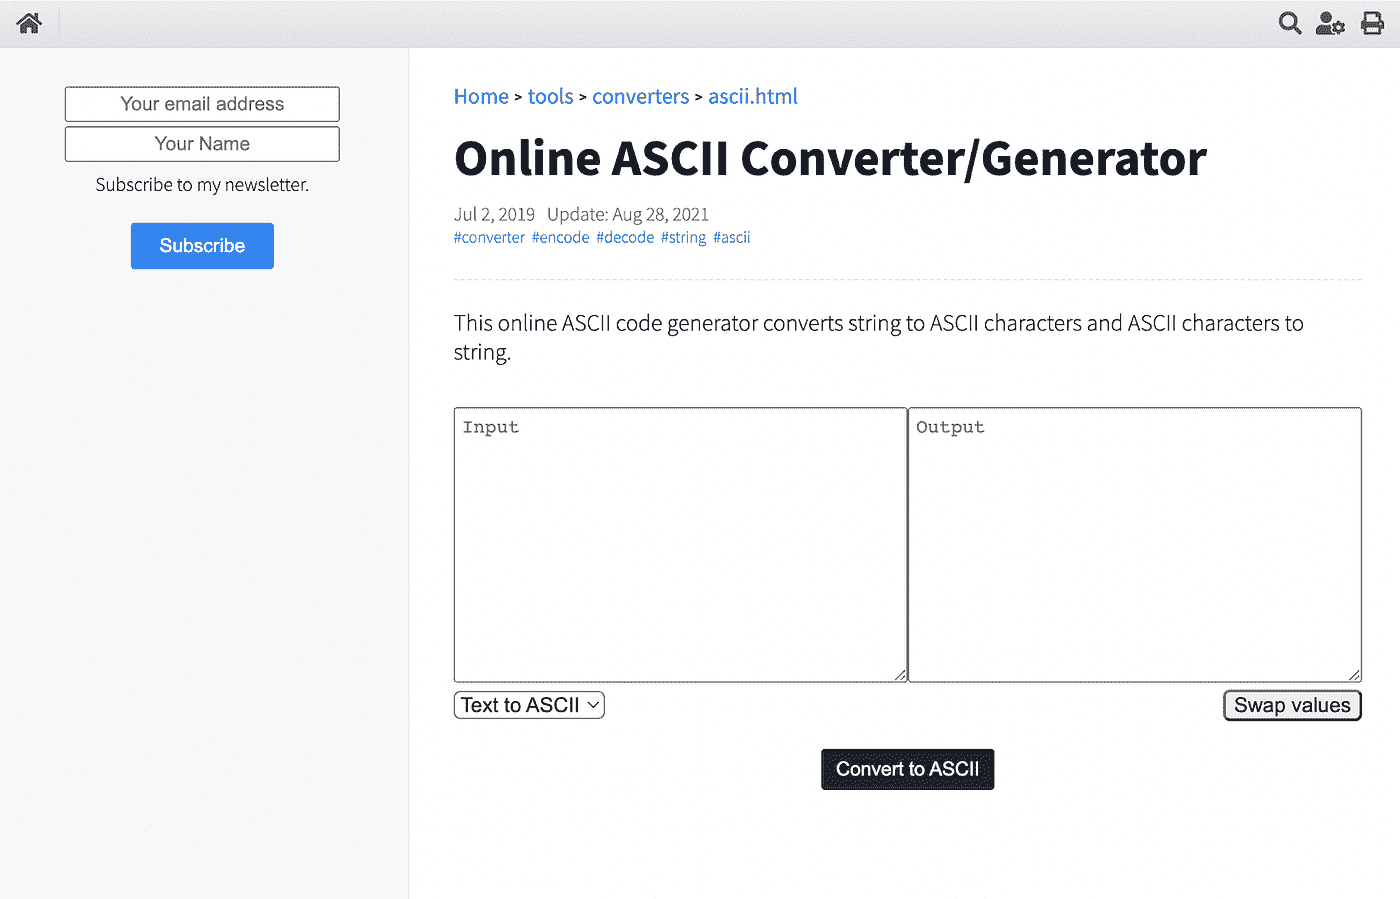 Your email address
Your Name
Subscribe to my newsletter.
Subscribe
Home > tools > converters > ascii.html
Online ASCII Converter/Generator
Jul 2, 2019 Update: Aug 28, 2021
#converter #encode #decode #string #ascii
This online ASCII code generator converts string to ASCII characters and ASCII characters to
string.
Input
Output
Text to ASCII
Swap values
Convert to ASCII